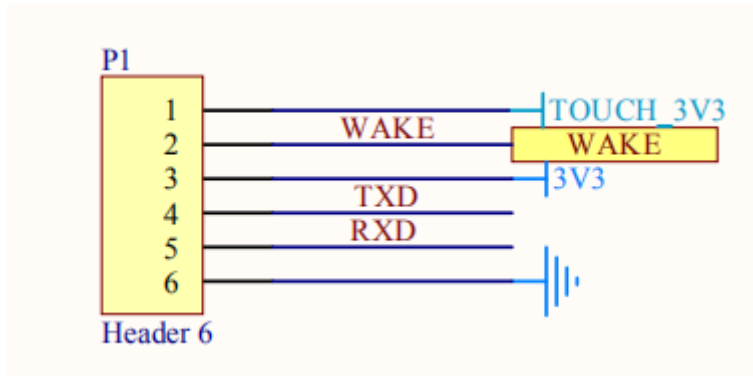 P1
1 TOUCH_3V3
WAKE
2 WAKE
3 3V3
TXD
4
RXD
5
6
Header 6